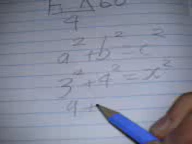 4
a² + b² = c²
3² + 4² = x²
9 +